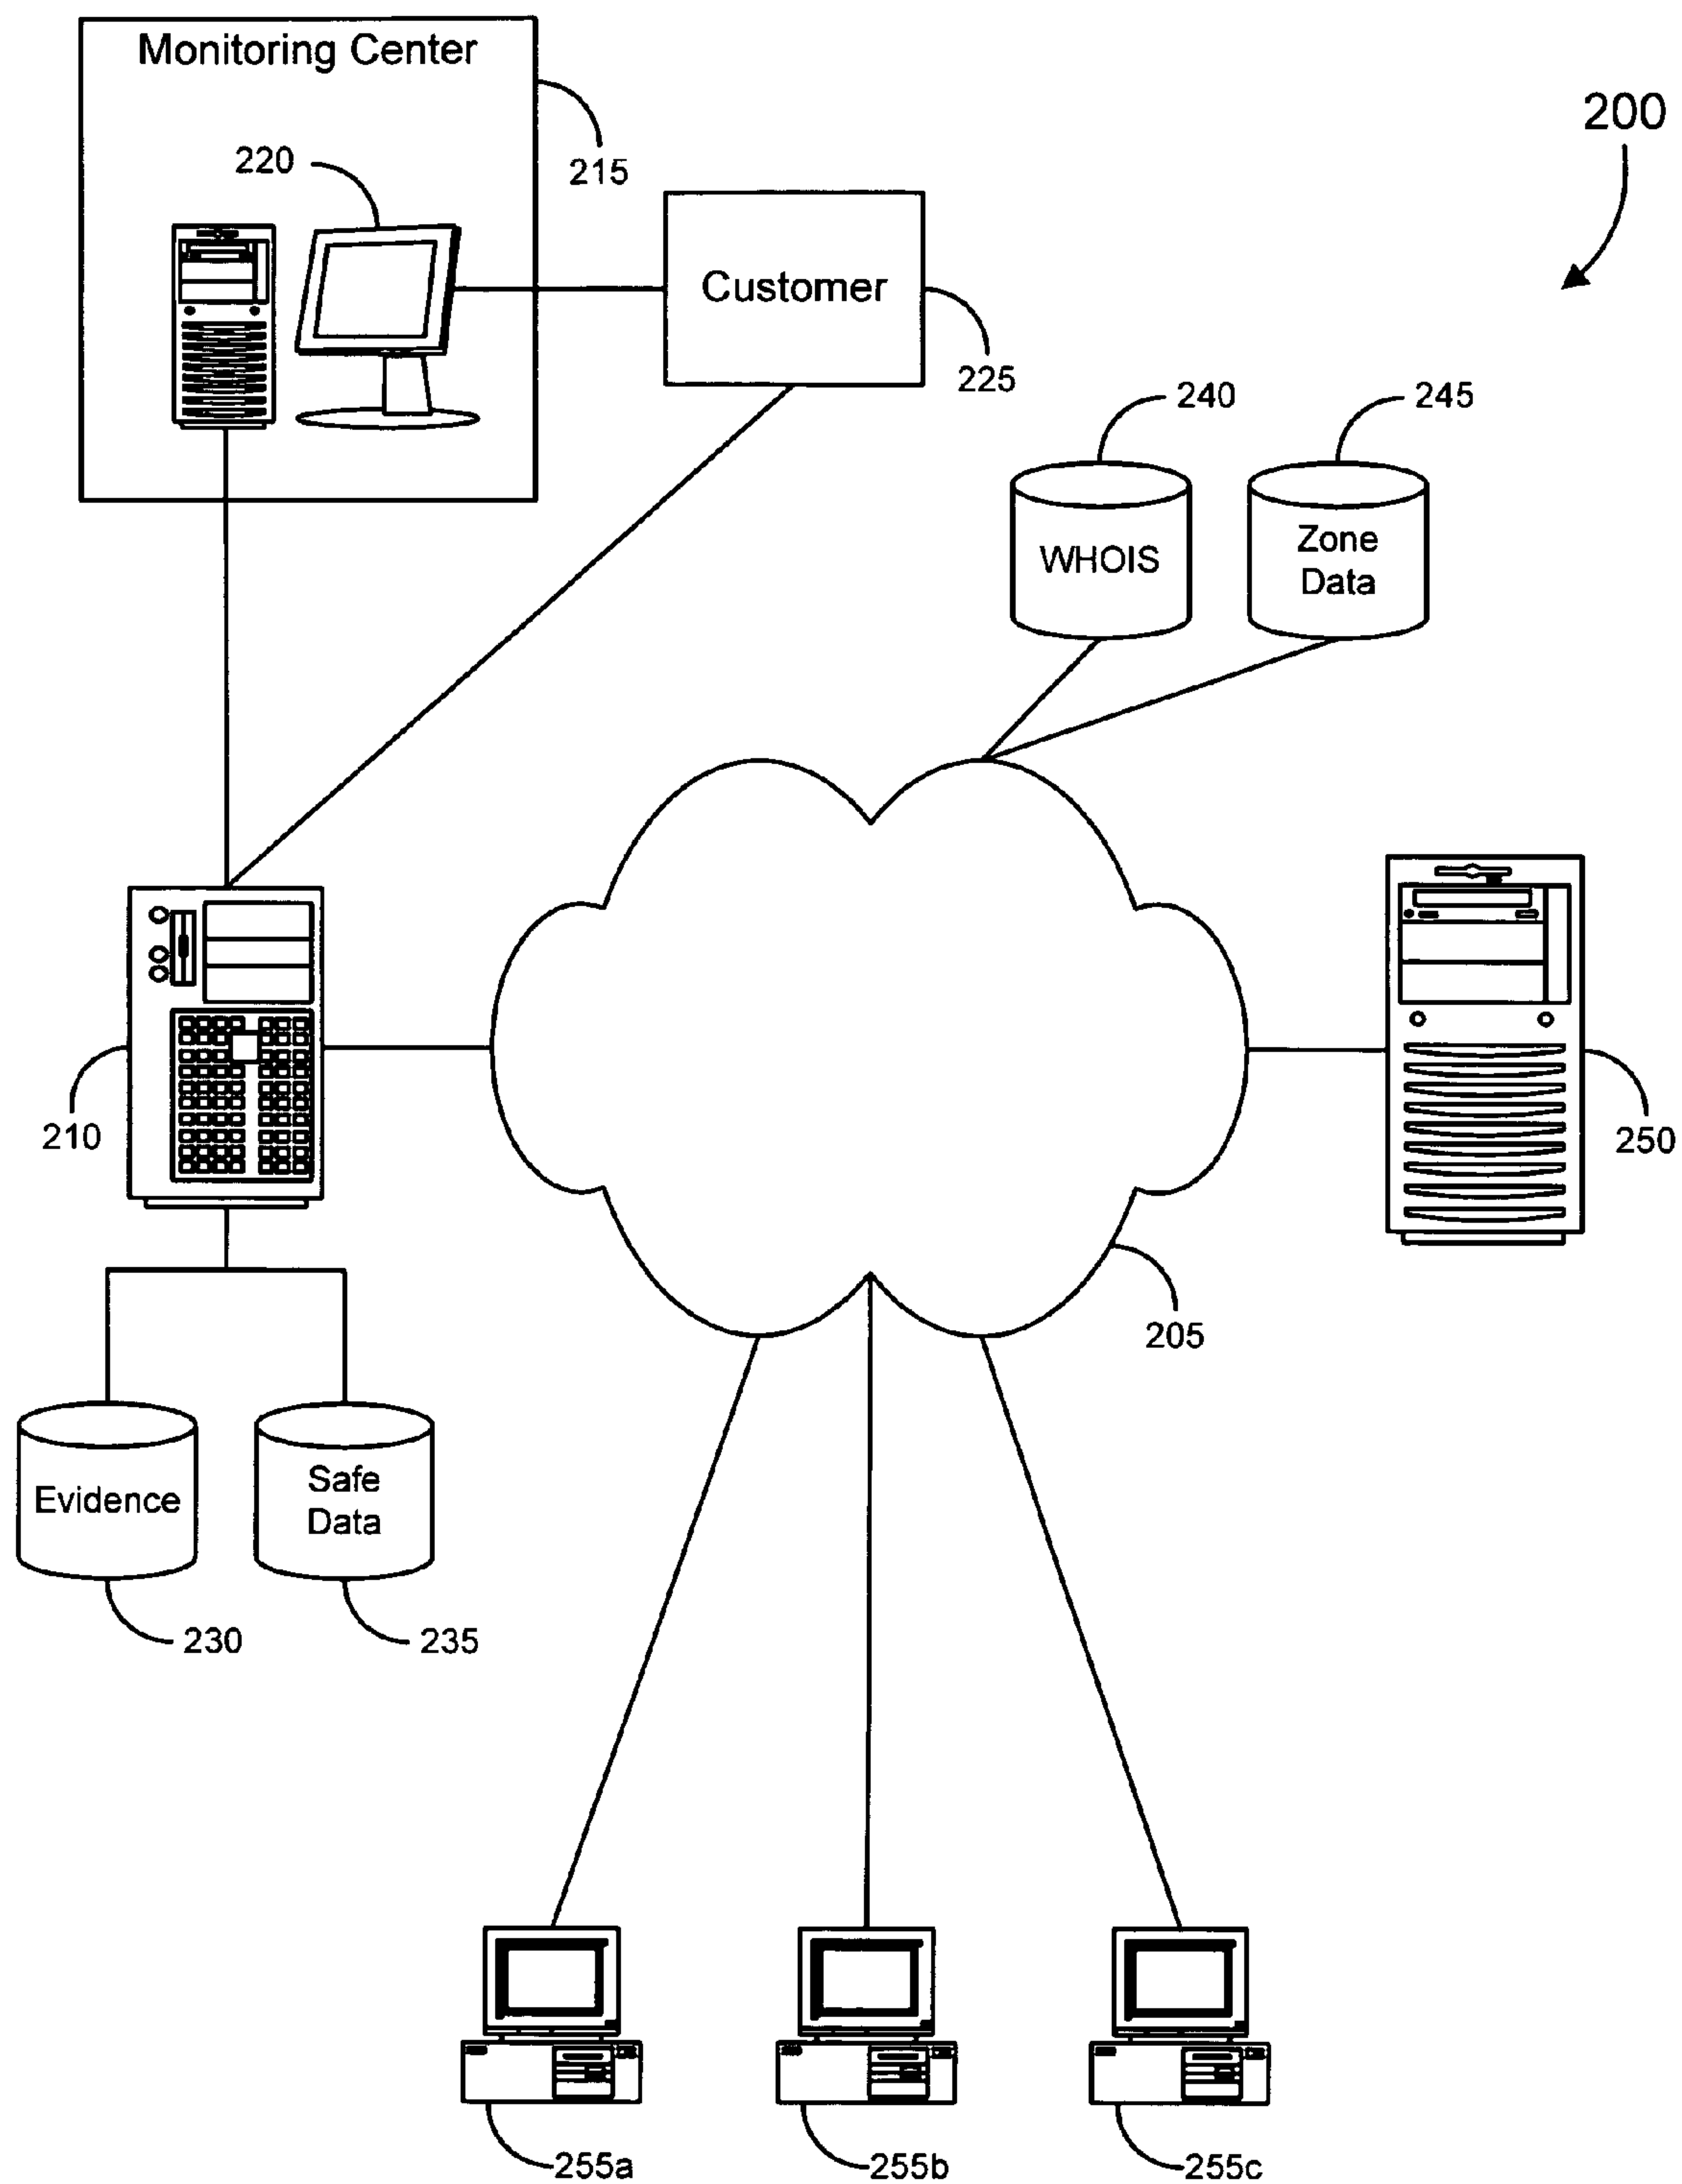 Monitoring Center
200
215
220
Customer
225
240
245
WHOIS
Zone
Data
210
250
205
Evidence
Safe
Data
230
235
255a
255b
255c